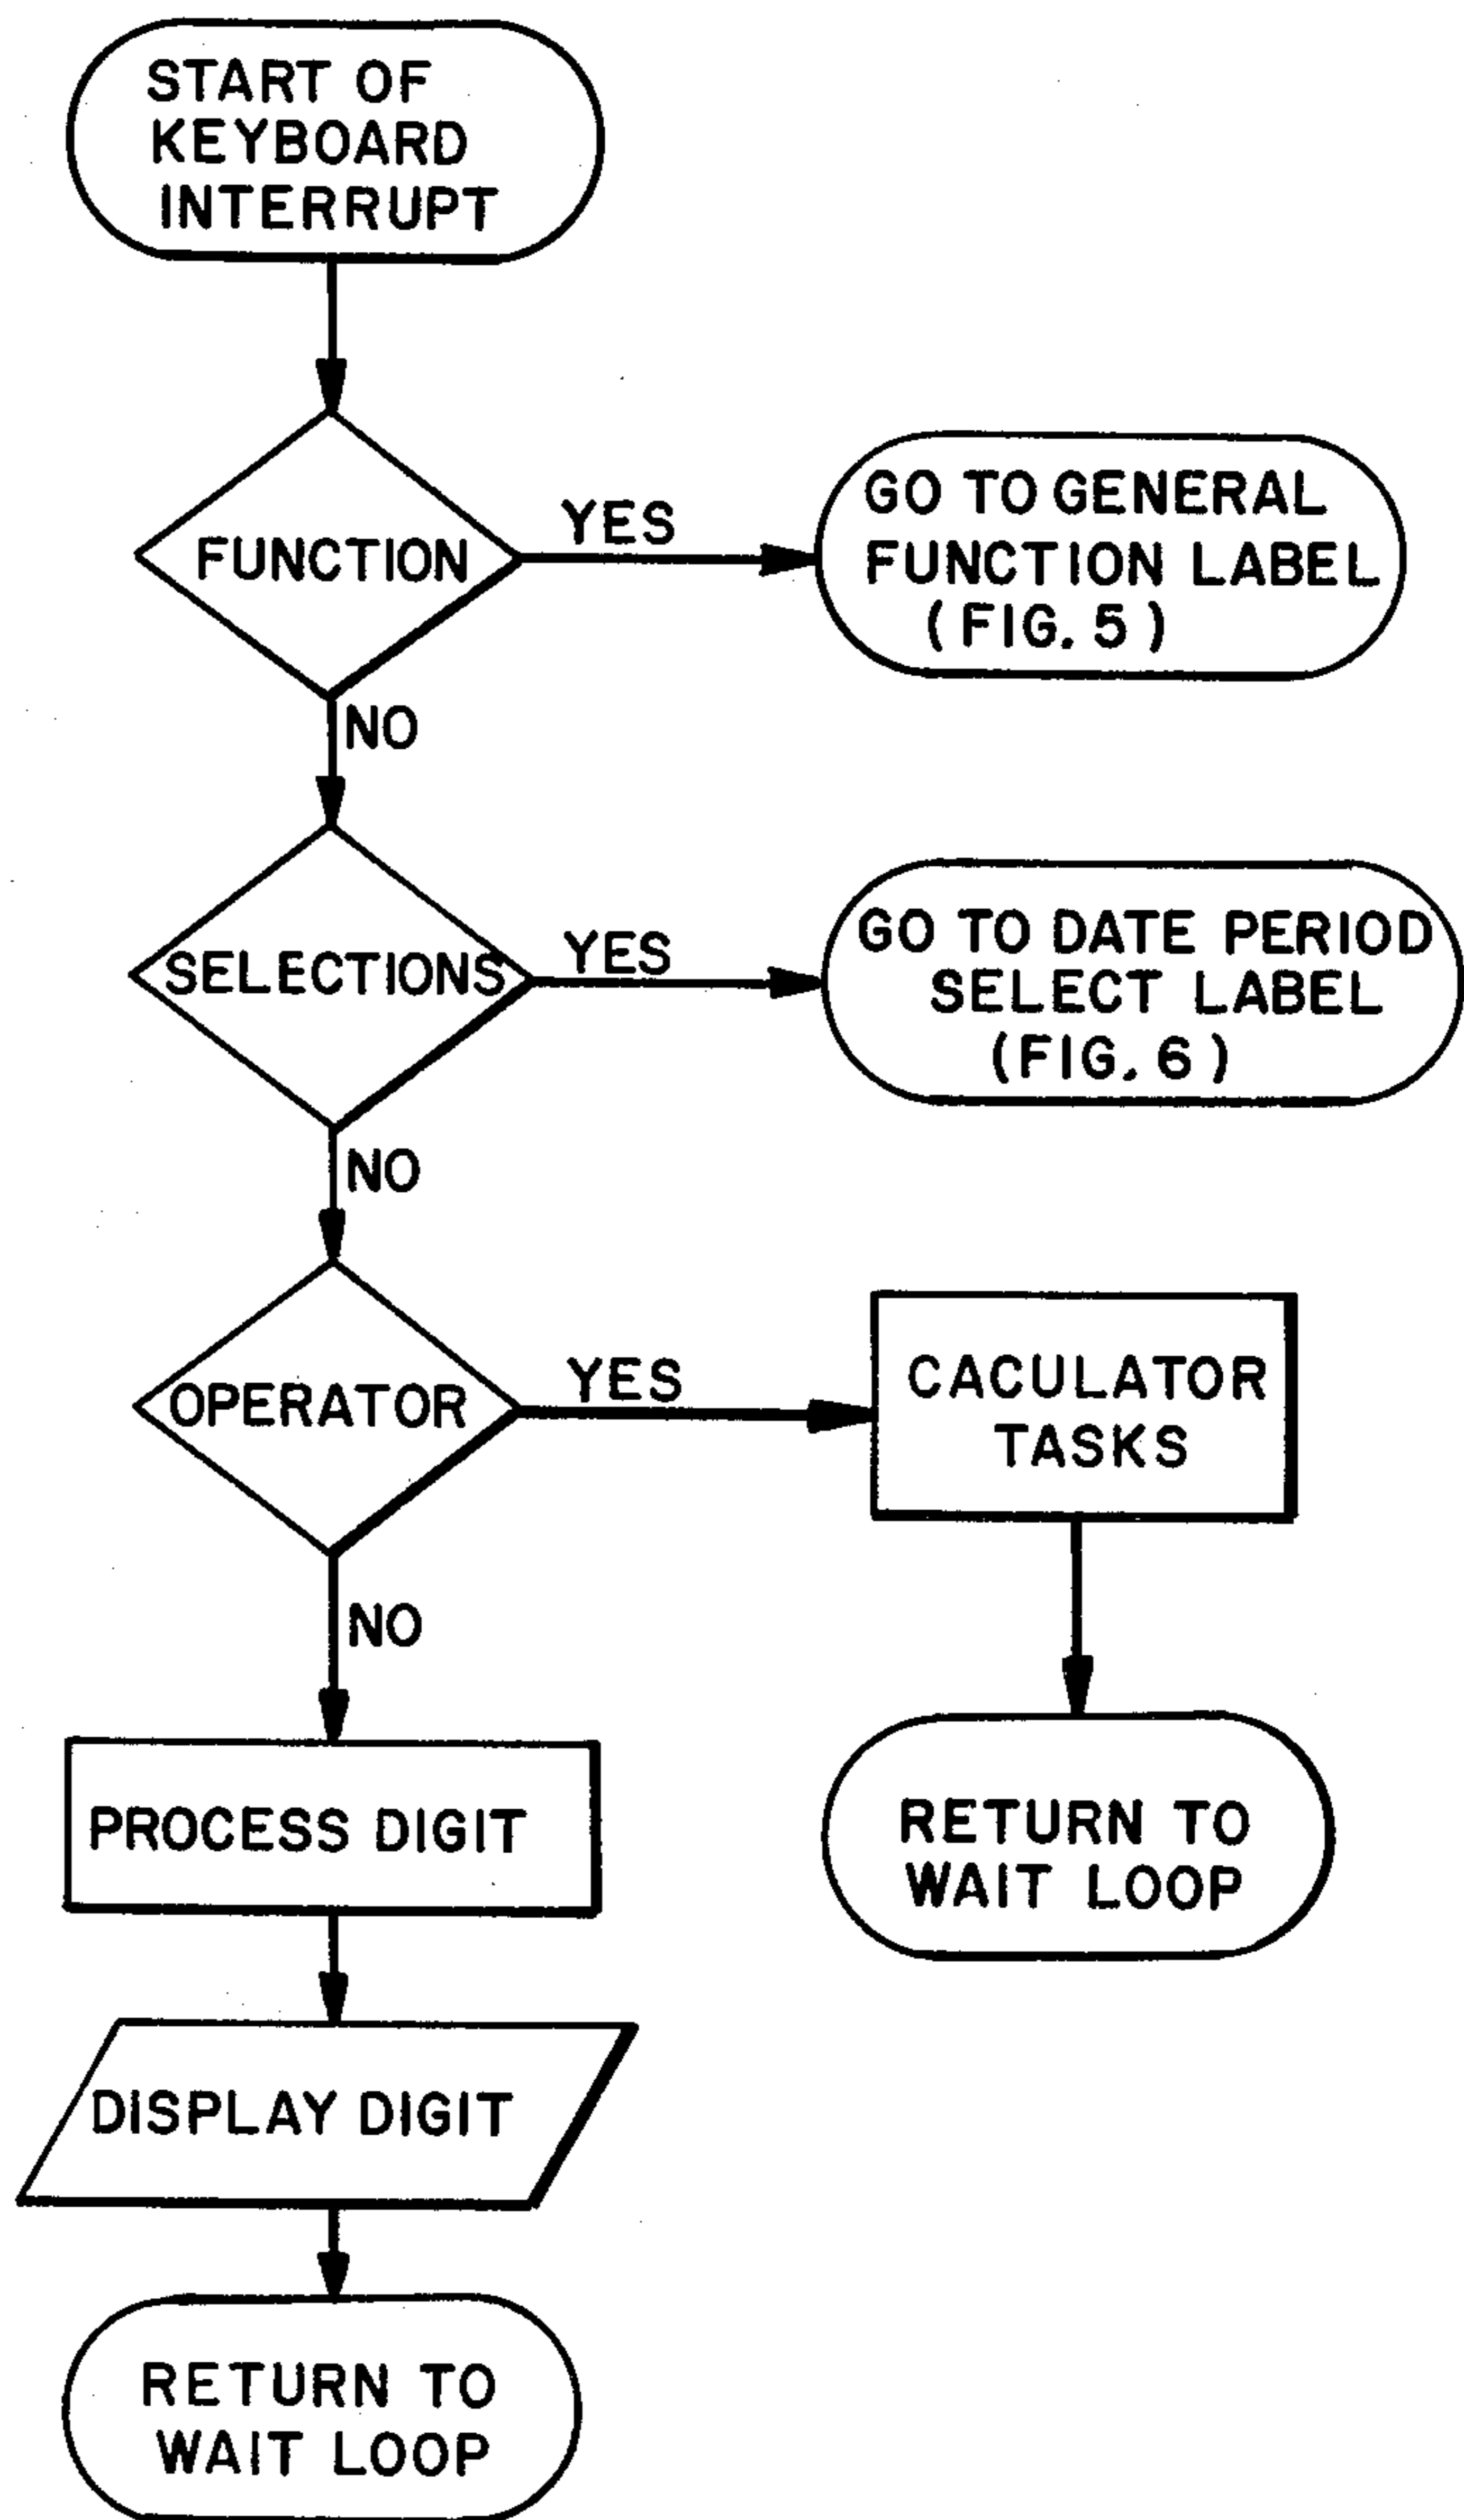 START OF
KEYBOARD
INTERRUPT
FUNCTION
YES
GO TO GENERAL
FUNCTION LABEL
(FIG. 5)
NO
SELECTIONS
YES
GO TO DATE PERIOD
SELECT LABEL
(FIG. 6)
NO
OPERATOR
YES
CACULATOR
TASKS
NO
PROCESS DIGIT
RETURN TO
WAIT LOOP
DISPLAY DIGIT
RETURN TO
WAIT LOOP